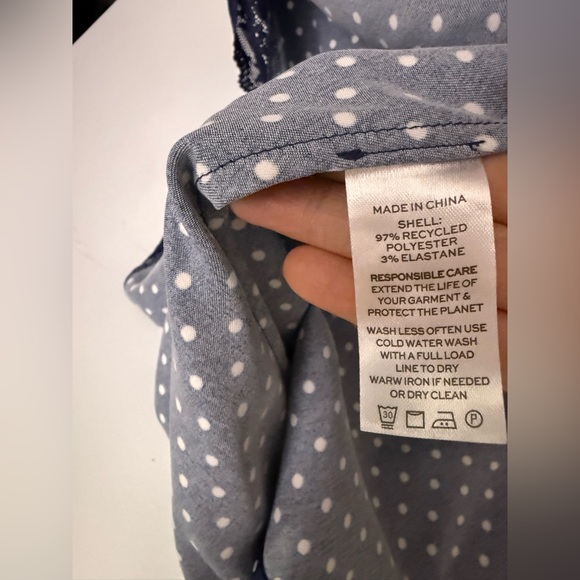 MADE IN CHINA
SHELL:
97% RECYCLED
POLYESTER
3% ELASTANE
RESPONSIBLE CARE
EXTEND THE LIFE OF
YOUR GARMENT &
PROTECT THE PLANET
WASH LESS OFTEN USE
COLD WATER WASH
WITH A FULL LOAD
LINE TO DRY
WARM IRON IF NEEDED
OR DRY CLEAN
30 P